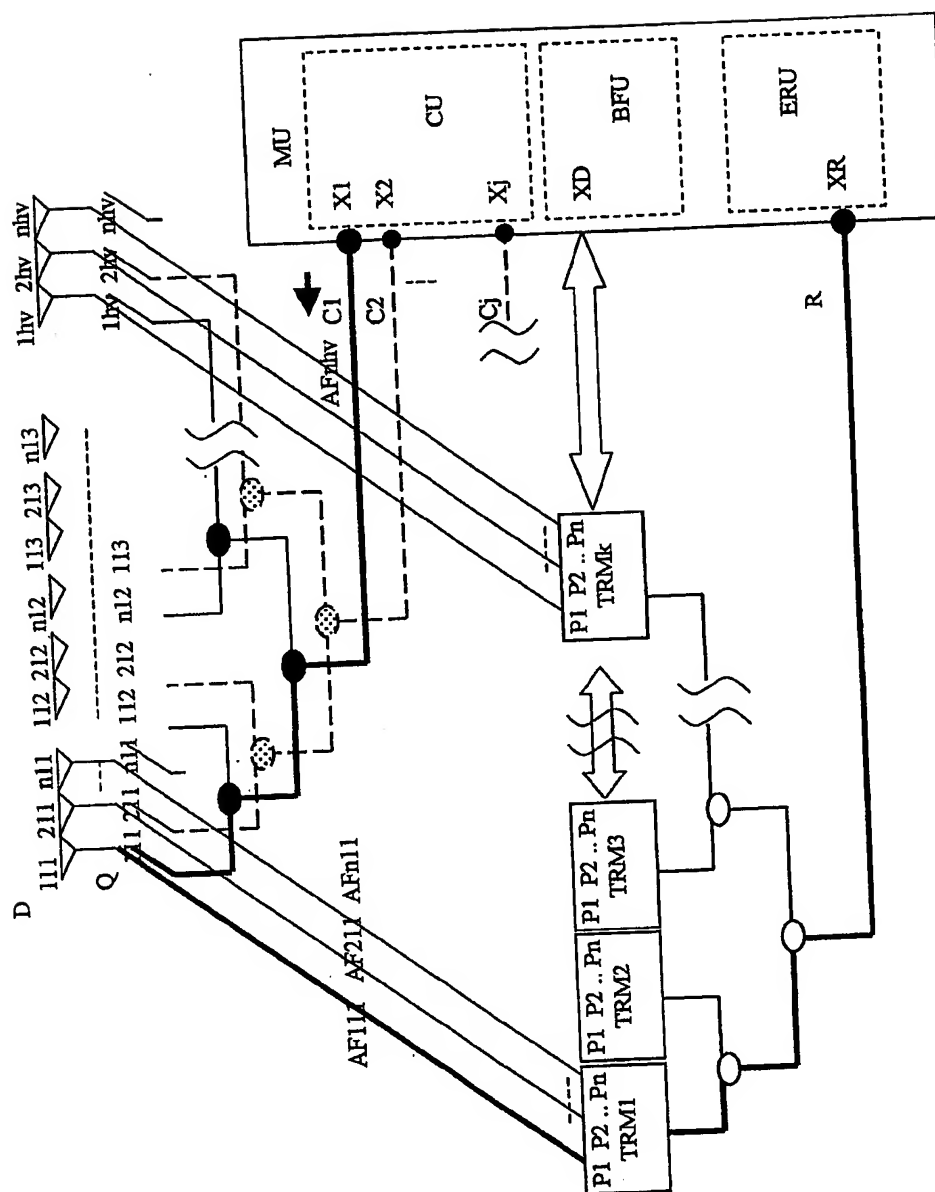 D
111 211 n11 112 212 n12 113 213 n13 1hv 2hv nhv
Q
211 n11 112 212 n12 113 1hv 2hv nhv
MU
AFnhv
C1 X1
C2 X2
CU
AF111 AF211 AFn11
Cj Xj
XD
BFU
P1 P2 .. Pn
TRM1
P1 P2 .. Pn
TRM2
P1 P2 .. Pn
TRM3
P1 P2 .. Pn
TRMk
ERU
R
XR